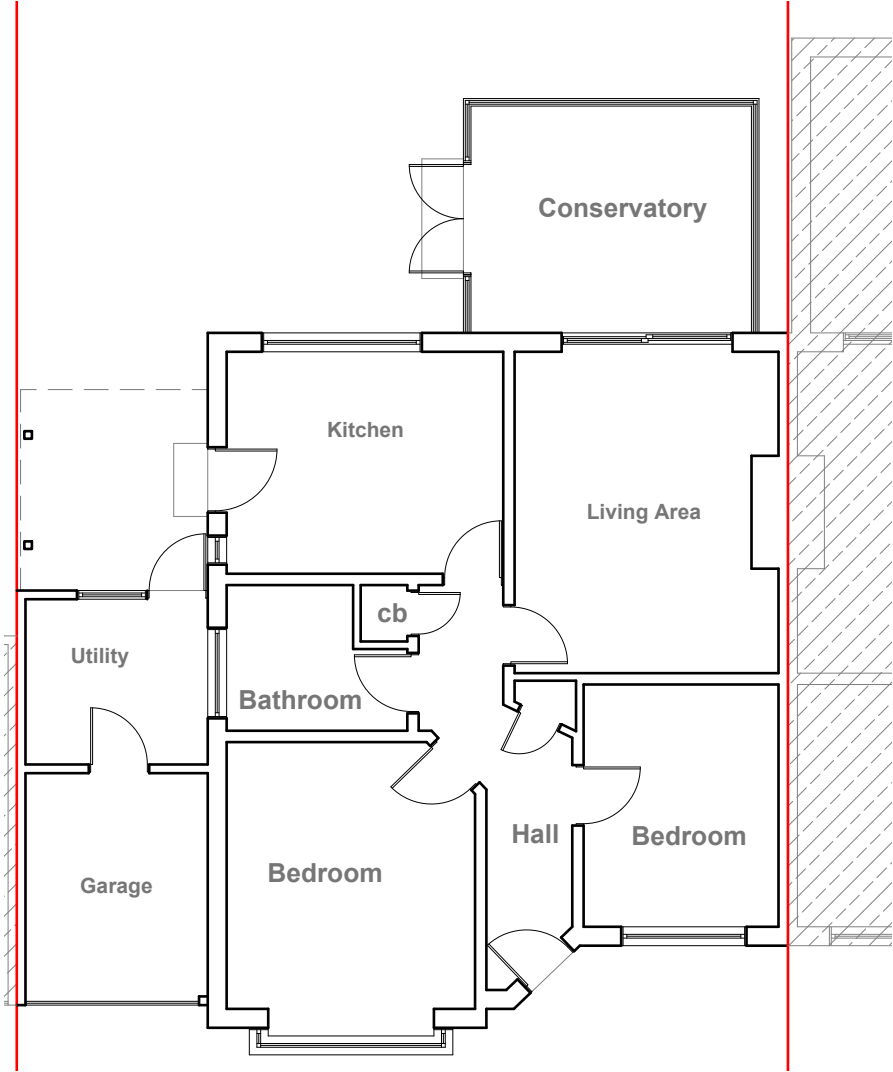 Conservatory
Kitchen
Living Area
cb
Utility
Bathroom
Hall
Bedroom
Bedroom
Garage